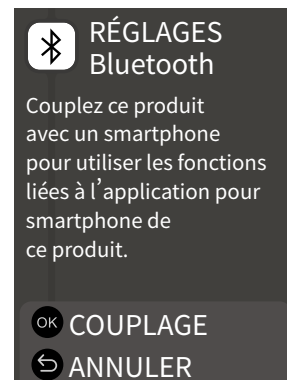 RÉGLAGES
Bluetooth
Couplez ce produit
avec un smartphone
pour utiliser les fonctions
liées à l’application pour
smartphone de
ce produit.
OK COUPLAGE
ANNULER